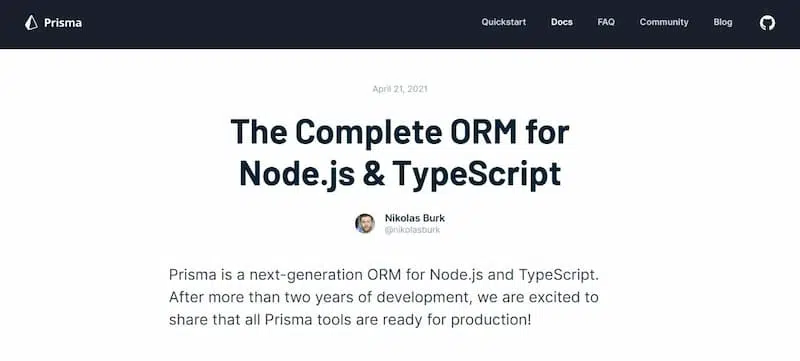 Prisma
Quickstart Docs FAQ Community Blog
April 21, 2021
The Complete ORM for
Node.js & TypeScript
Nikolas Burk
@nikolasburk
Prisma is a next-generation ORM for Node.js and TypeScript.
After more than two years of development, we are excited to
share that all Prisma tools are ready for production!